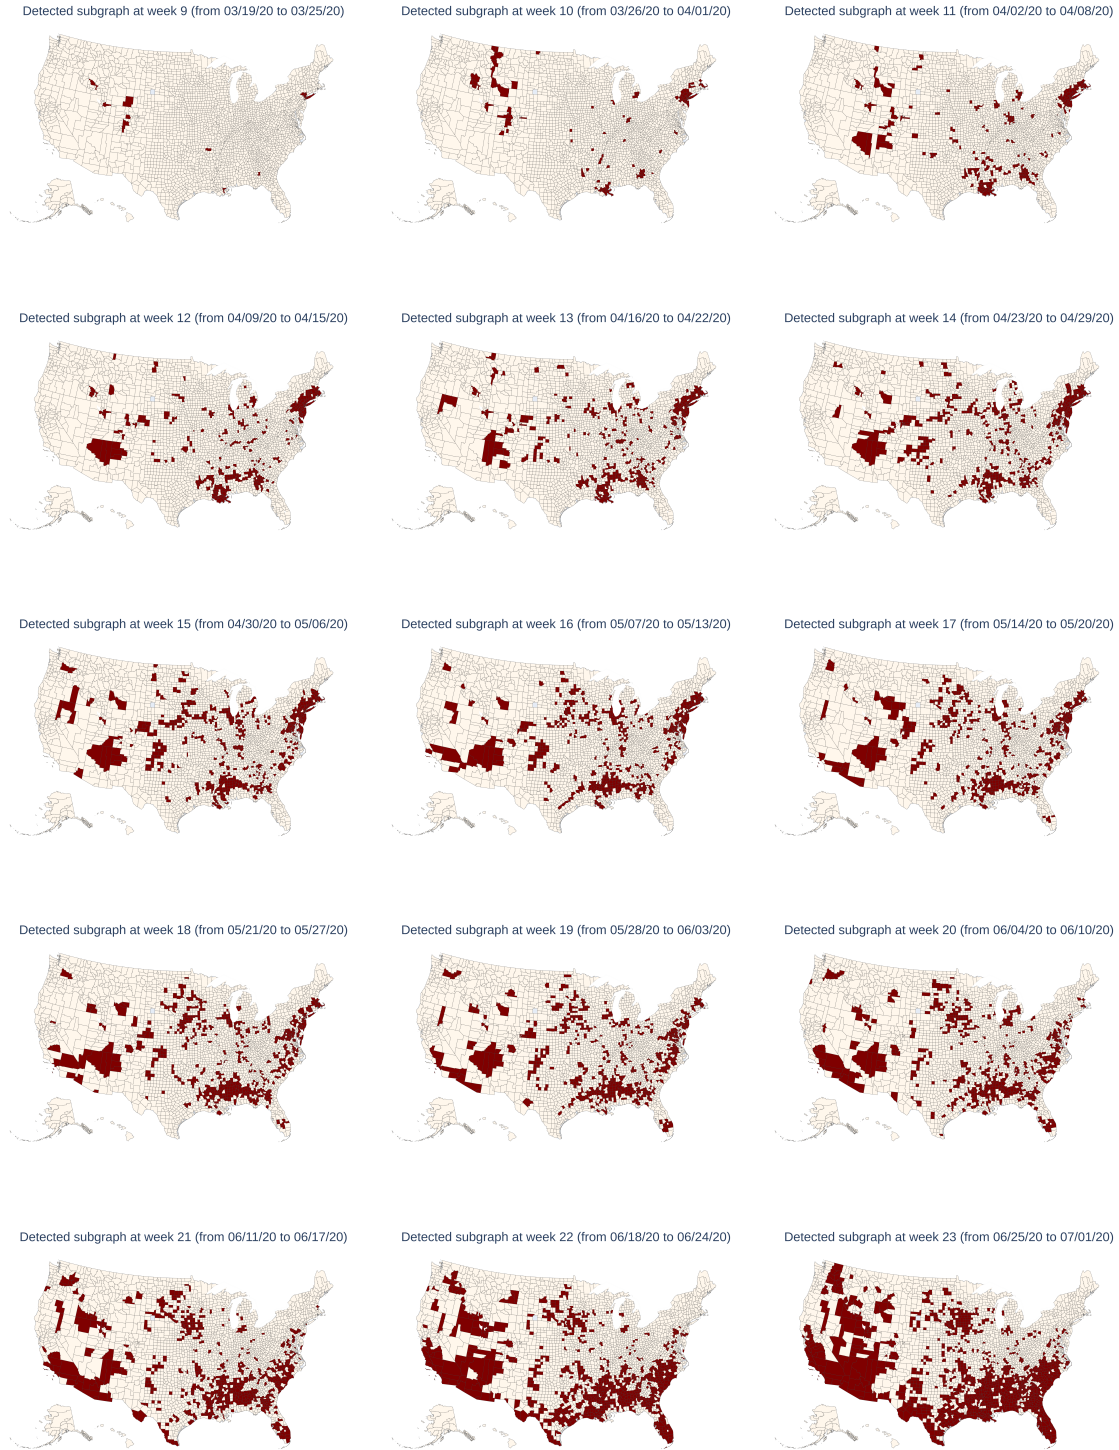 Detected subgraph at week 9 (from 03/19/20 to 03/25/20)
Detected subgraph at week 10 (from 03/26/20 to 04/01/20)
Detected subgraph at week 11 (from 04/02/20 to 04/08/20)
Detected subgraph at week 12 (from 04/09/20 to 04/15/20)
Detected subgraph at week 13 (from 04/16/20 to 04/22/20)
Detected subgraph at week 14 (from 04/23/20 to 04/29/20)
Detected subgraph at week 15 (from 04/30/20 to 05/06/20)
Detected subgraph at week 16 (from 05/07/20 to 05/13/20)
Detected subgraph at week 17 (from 05/14/20 to 05/20/20)
Detected subgraph at week 18 (from 05/21/20 to 05/27/20)
Detected subgraph at week 19 (from 05/28/20 to 06/03/20)
Detected subgraph at week 20 (from 06/04/20 to 06/10/20)
Detected subgraph at week 21 (from 06/11/20 to 06/17/20)
Detected subgraph at week 22 (from 06/18/20 to 06/24/20)
Detected subgraph at week 23 (from 06/25/20 to 07/01/20)